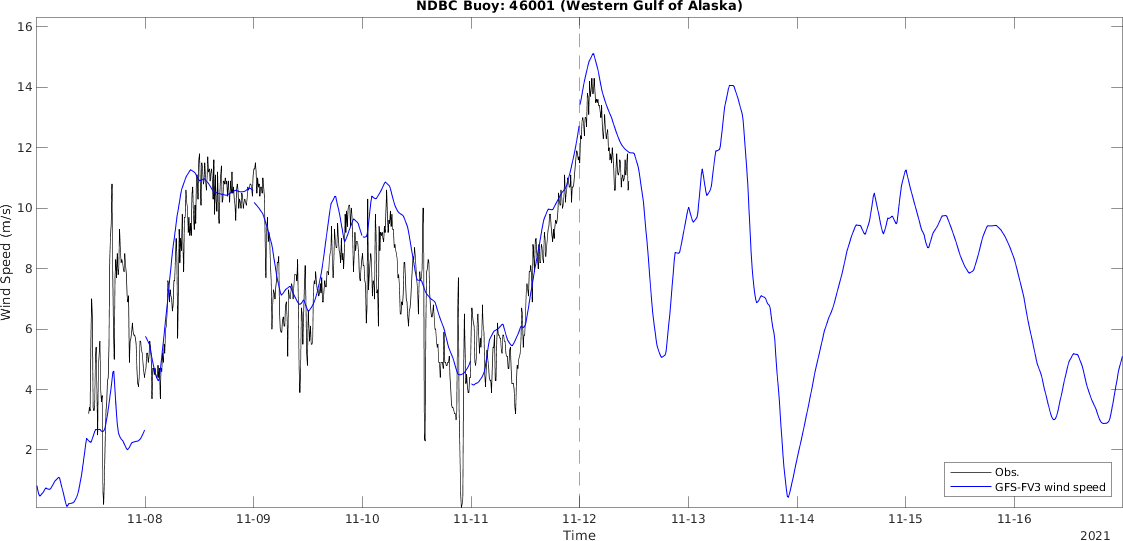 NDBC Buoy: 46001 (Western Gulf of Alaska)
16
14
12
10
8
6
4
2
Wind Speed (m/s)
Obs.
GFS-FV3 wind speed
11-08 11-09 11-10 11-11 11-12 11-13 11-14 11-15 11-16
Time
2021